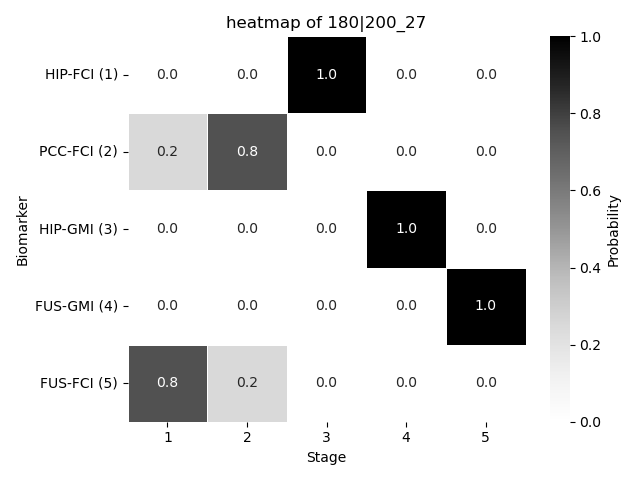 heatmap of 180|200_27
HIP-FCI (1) 0.0 0.0 1.0 0.0 0.0
PCC-FCI (2) 0.2 0.8 0.0 0.0 0.0
HIP-GMI (3) 0.0 0.0 0.0 1.0 0.0
FUS-GMI (4) 0.0 0.0 0.0 0.0 1.0
FUS-FCI (5) 0.8 0.2 0.0 0.0 0.0
1 2 3 4 5
Stage
Biomarker
1.0
0.8
0.6
0.4
0.2
0.0
Probability